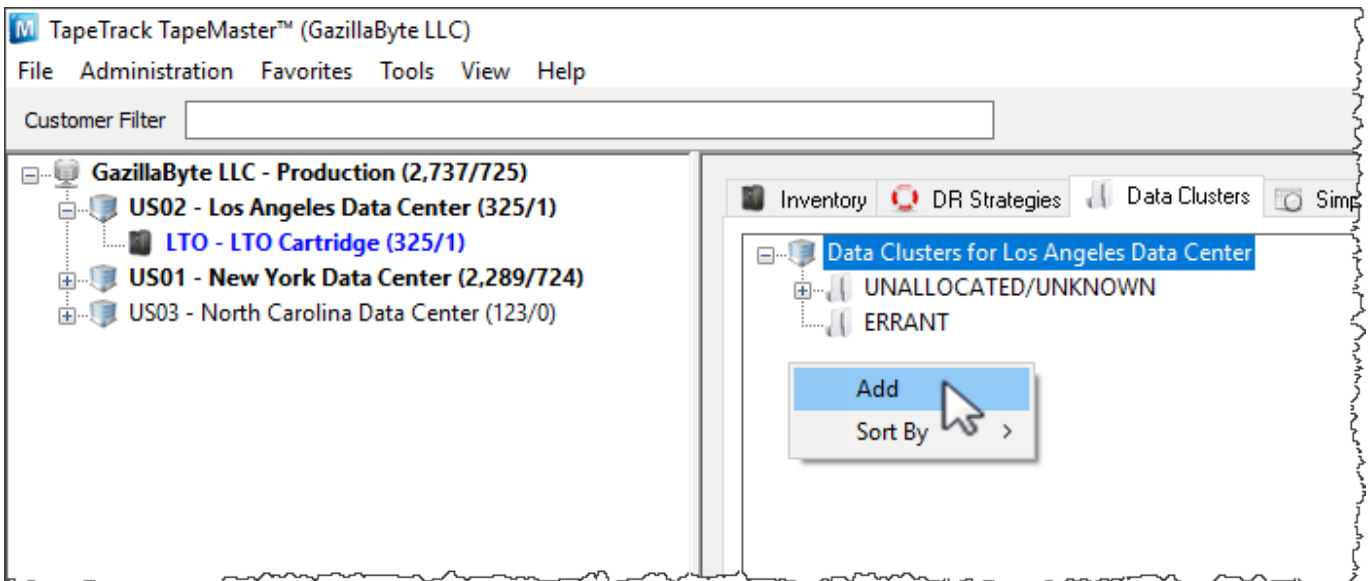 TapeTrack TapeMaster™ (GazillaByte LLC)
File Administration Favorites Tools View Help
Customer Filter
GazillaByte LLC - Production (2,737/725)
US02 - Los Angeles Data Center (325/1)
LTO - LTO Cartridge (325/1)
US01 - New York Data Center (2,289/724)
US03 - North Carolina Data Center (123/0)
Inventory DR Strategies Data Clusters Simp
Data Clusters for Los Angeles Data Center
UNALLOCATED/UNKNOWN
ERRANT
Add
Sort By